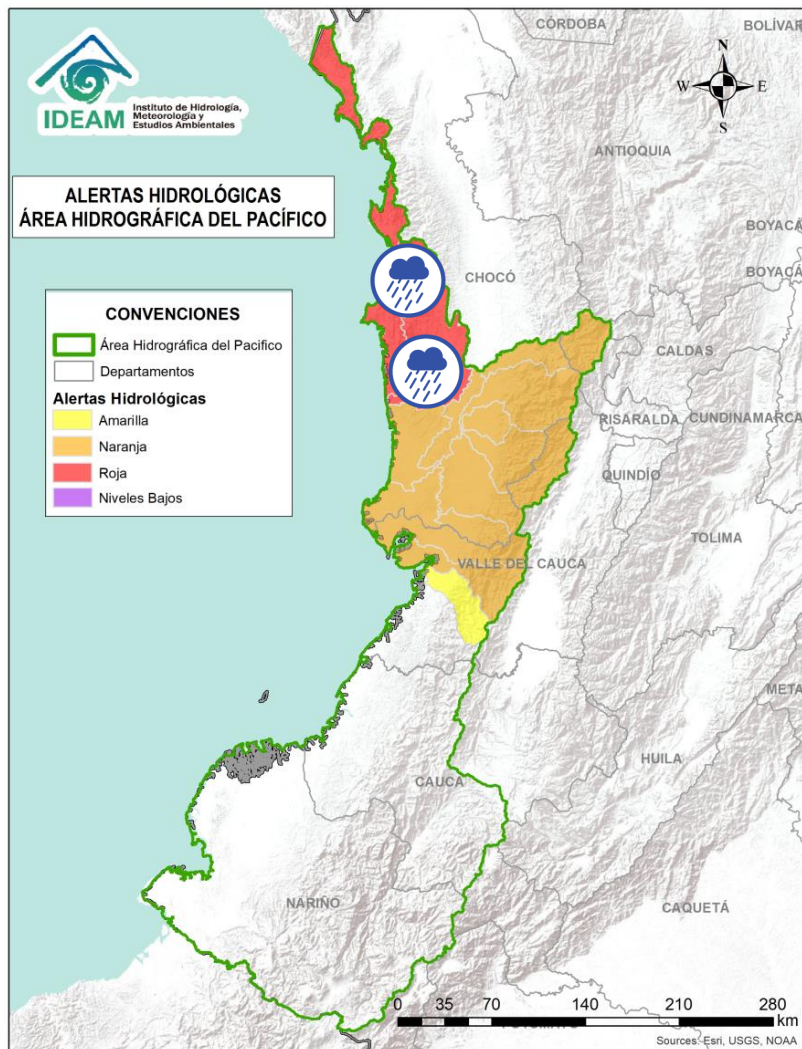 CÓRDOBA
BOLÍVAR
IDEAM
Instituto de Hidrología,
Meteorología y
Estudios Ambientales
N
W
E
S
ANTIOQUIA
ALERTAS HIDROLÓGICAS
ÁREA HIDROGRÁFICA DEL PACÍFICO
BOYACÁ
BOYACÁ
CHOCÓ
CONVENCIONES
Área Hidrográfica del Pacifico
Departamentos
Alertas Hidrológicas
Amarilla
Naranja
Roja
Niveles Bajos
CALDAS
RISARALDA
CUNDINAMARCA
QUINDÍO
TOLIMA
VALLE DEL CAUCA
META
HUILA
CAUCA
NARIÑO
CAQUETÁ
0 35 70 140 210 280
km
Sources: Esri, USGS, NOAA